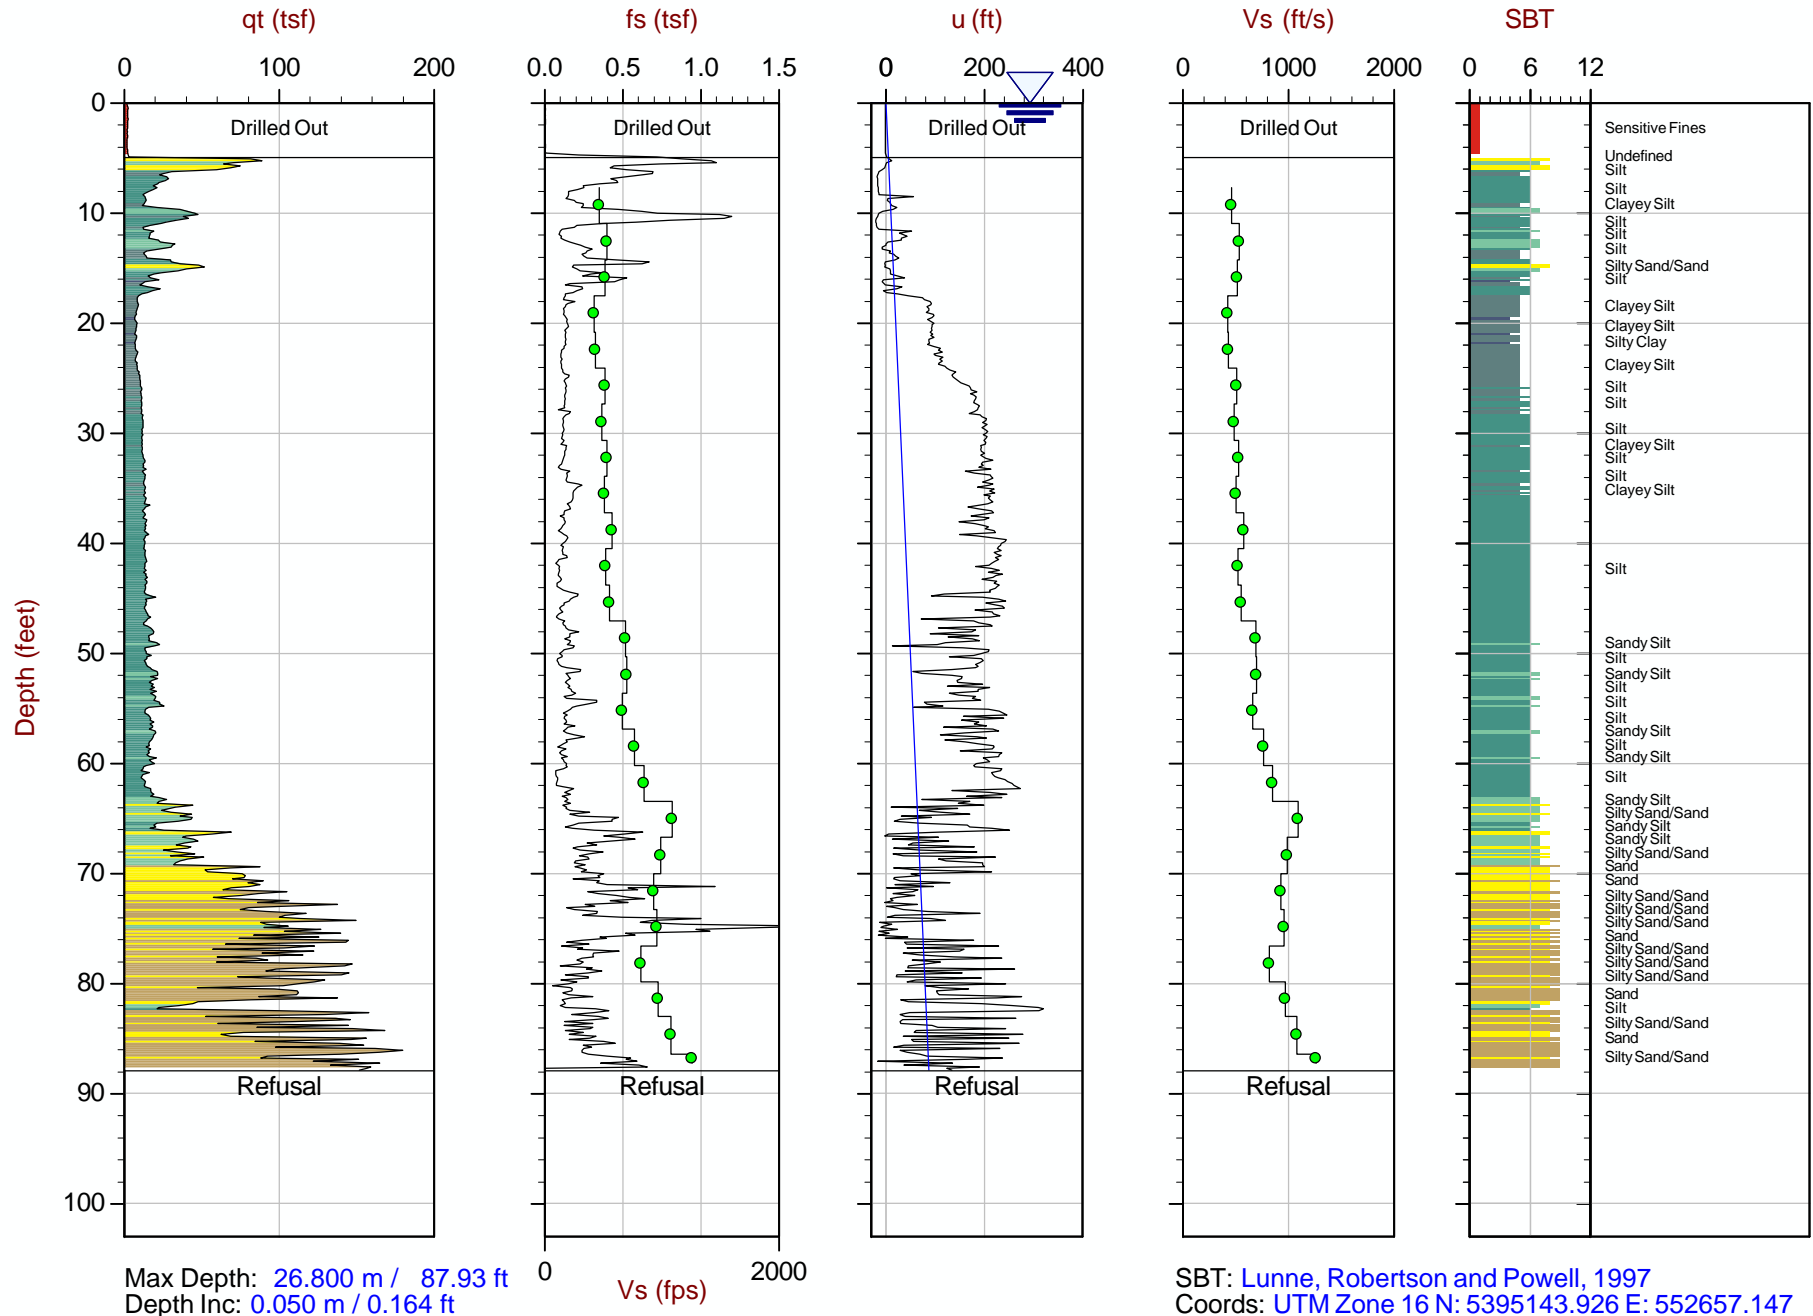 qt (tsf)
fs (tsf)
u (ft)
Vs (ft/s)
SBT
0 100 200
0.0 0.5 1.0 1.5
0 200 400
0 1000 2000
0 6 12
0
10
20
30
40
50
60
70
80
90
100
Depth (feet)
Drilled Out
Drilled Out
Drilled Out
Drilled Out
Sensitive Fines
Undefined
Silt
Silt
Clayey Silt
Silt
Silt
Silt
Silty Sand/Sand
Silt
Clayey Silt
Clayey Silt
Silty Clay
Clayey Silt
Silt
Silt
Silt
Clayey Silt
Silt
Silt
Clayey Silt
Silt
Sandy Silt
Silt
Sandy Silt
Silt
Silt
Silt
Sandy Silt
Silt
Sandy Silt
Silt
Sandy Silt
Silty Sand/Sand
Sandy Silt
Sandy Silt
Silty Sand/Sand
Sand
Sand
Silty Sand/Sand
Silty Sand/Sand
Silty Sand/Sand
Sand
Silty Sand/Sand
Silty Sand/Sand
Silty Sand/Sand
Sand
Silt
Silty Sand/Sand
Sand
Silty Sand/Sand
Refusal
Refusal
Refusal
Refusal
0 2000
Vs (fps)
Max Depth: 26.800 m / 87.93 ft
Depth Inc: 0.050 m / 0.164 ft
SBT: Lunne, Robertson and Powell, 1997
Coords: UTM Zone 16 N: 5395143.926 E: 552657.147